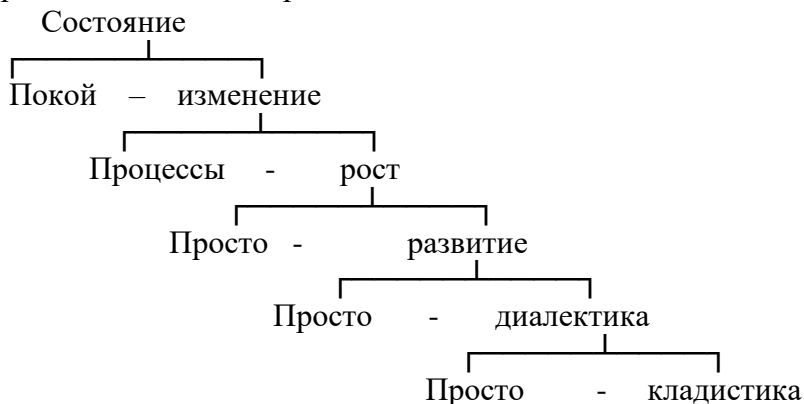 Состояние
Покой – изменение
Процессы - рост
Просто - развитие
Просто - диалектика
Просто - кладистика